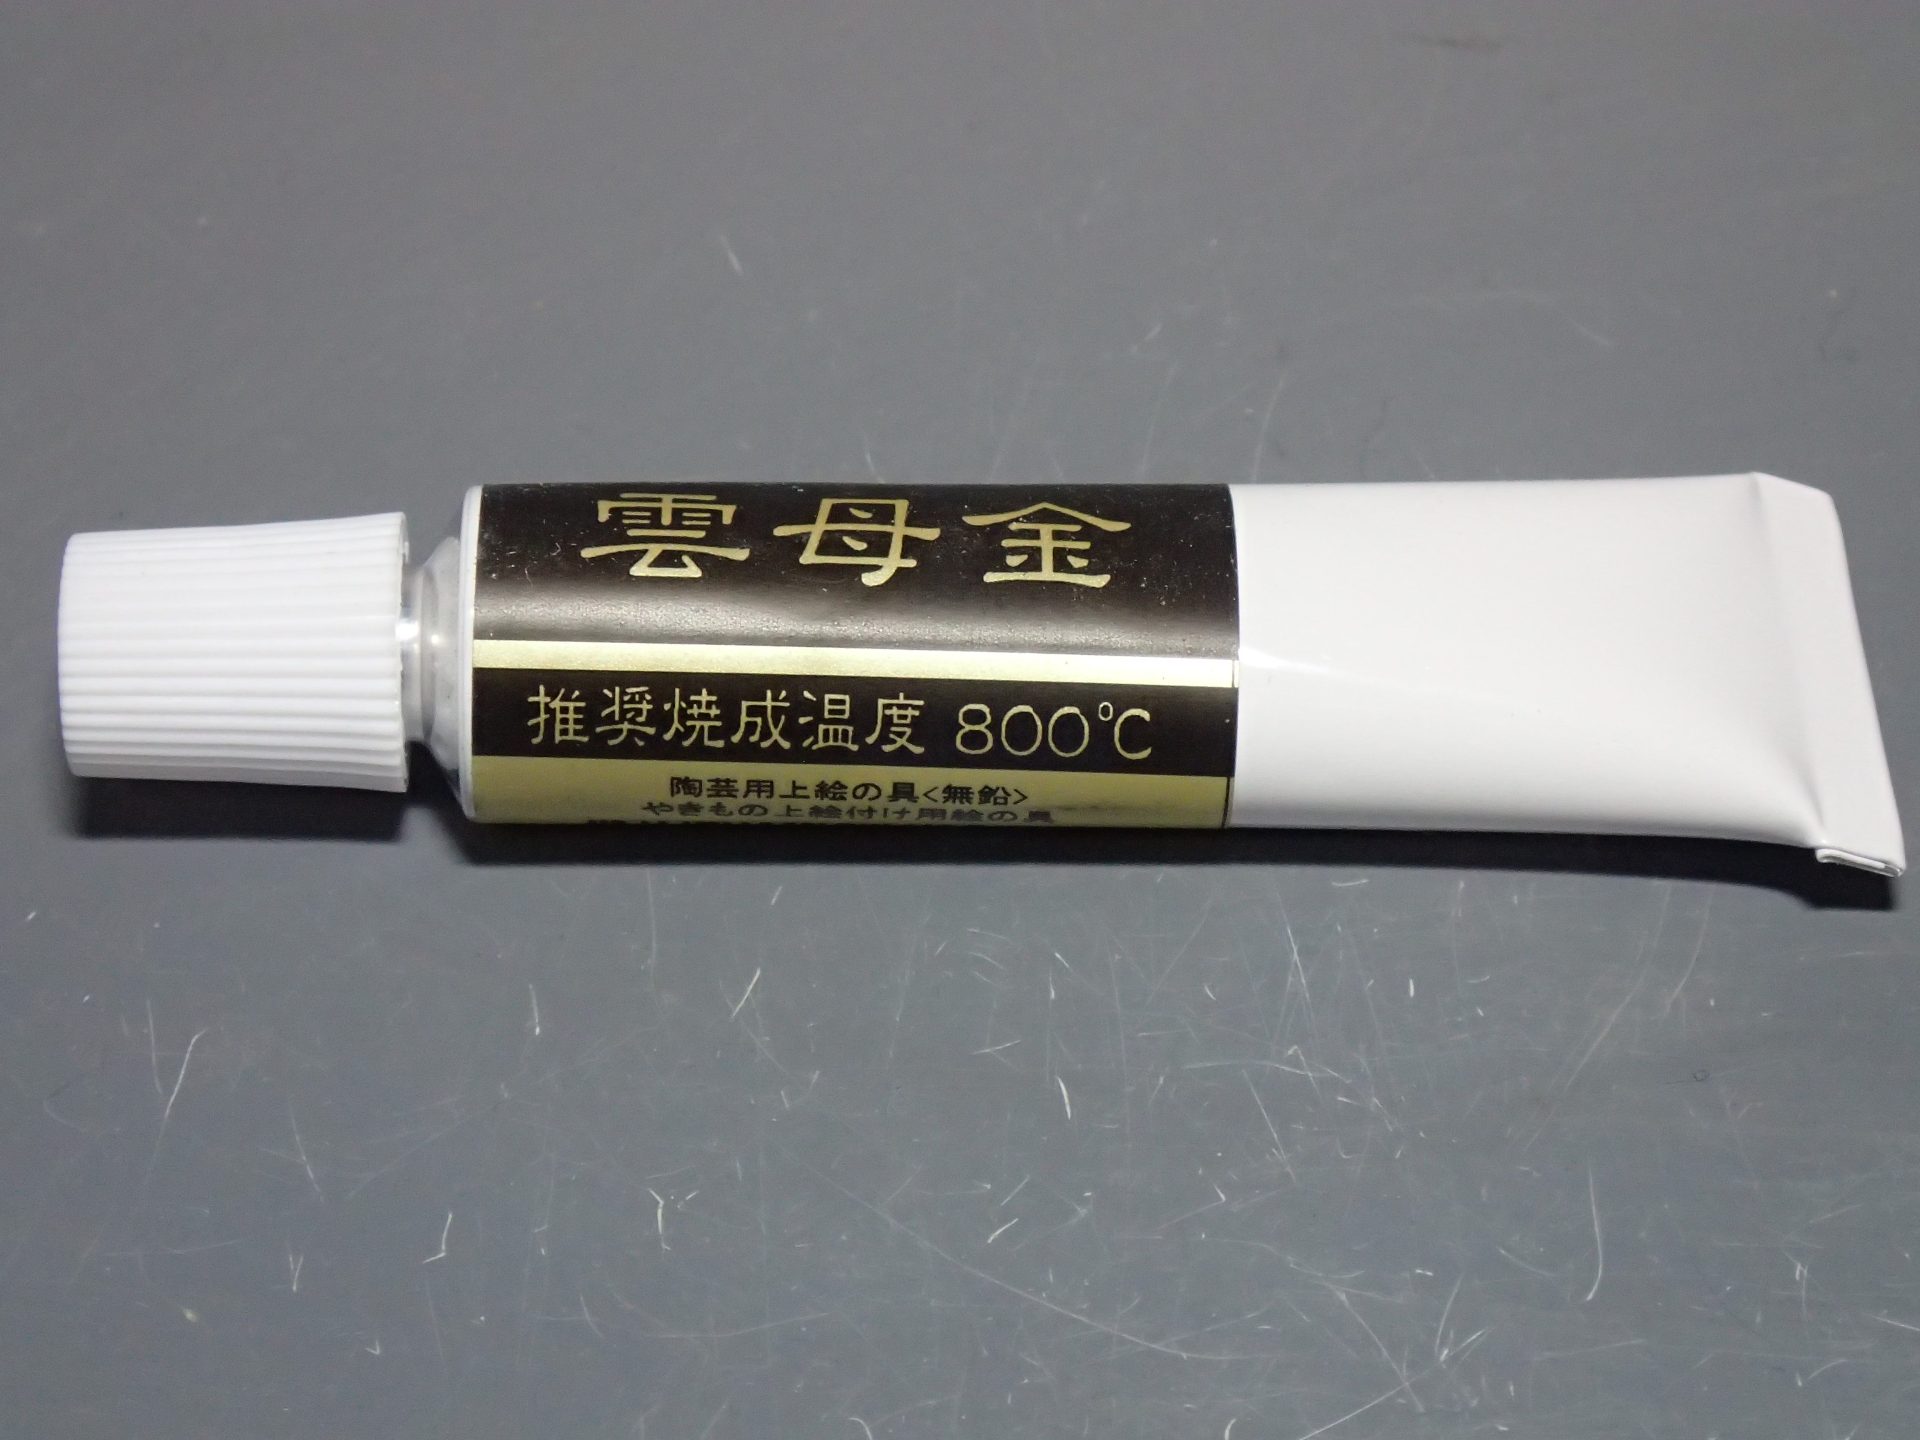 雲母金
推奨焼成温度 800℃
陶芸用上絵の具<無鉛>
やきもの上絵付け用絵の具